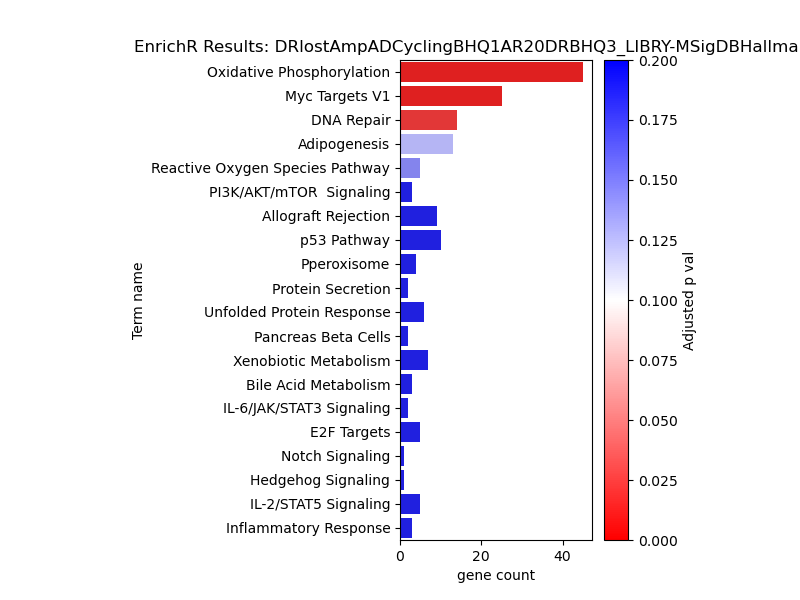 EnrichR Results: DRlostAmpADCyclingBHQ1AR20DRBHQ3_LIBRY-MSigDBHallma
Oxidative Phosphorylation
Myc Targets V1
DNA Repair
Adipogenesis
Reactive Oxygen Species Pathway
PI3K/AKT/mTOR  Signaling
Allograft Rejection
p53 Pathway
Pperoxisome
Protein Secretion
Unfolded Protein Response
Pancreas Beta Cells
Xenobiotic Metabolism
Bile Acid Metabolism
IL-6/JAK/STAT3 Signaling
E2F Targets
Notch Signaling
Hedgehog Signaling
IL-2/STAT5 Signaling
Inflammatory Response
Term name
0 20 40
gene count
0.200
0.175
0.150
0.125
0.100
0.075
0.050
0.025
0.000
Adjusted p val